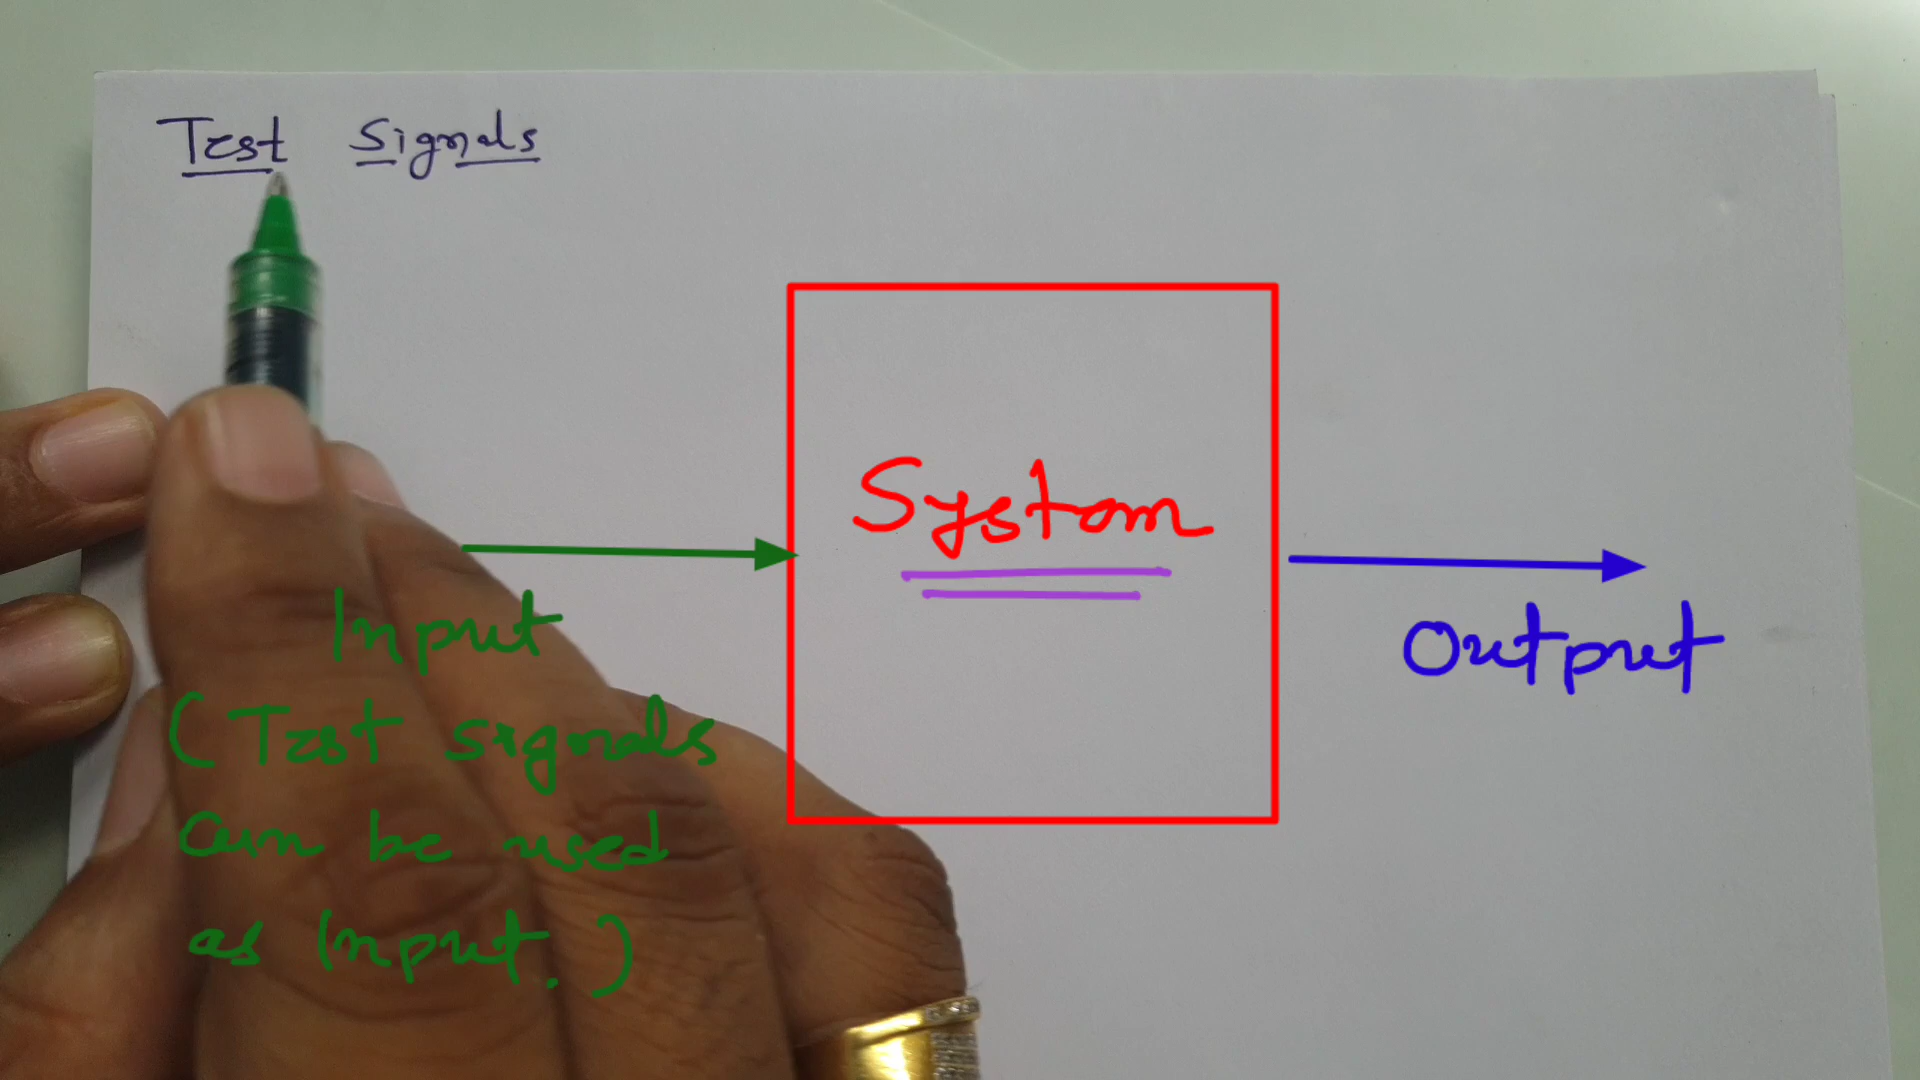 Test Signals
System
Input
(Test signals
can be used
as Input.)
Output